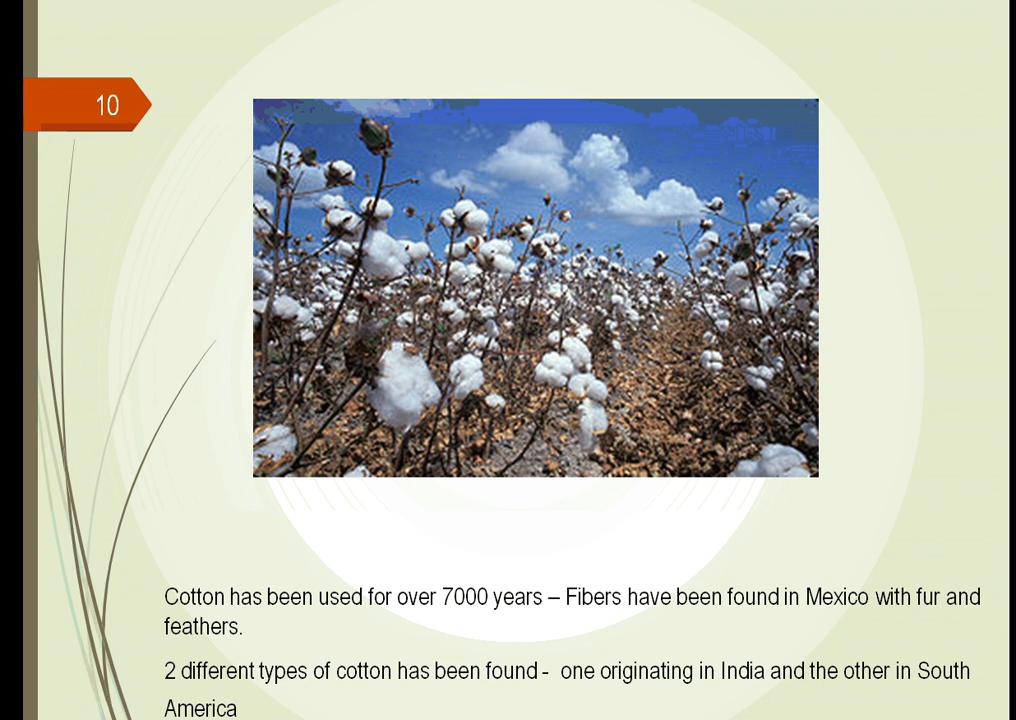 10
Cotton has been used for over 7000 years – Fibers have been found in Mexico with fur and
feathers.
2 different types of cotton has been found -  one originating in India and the other in South
America